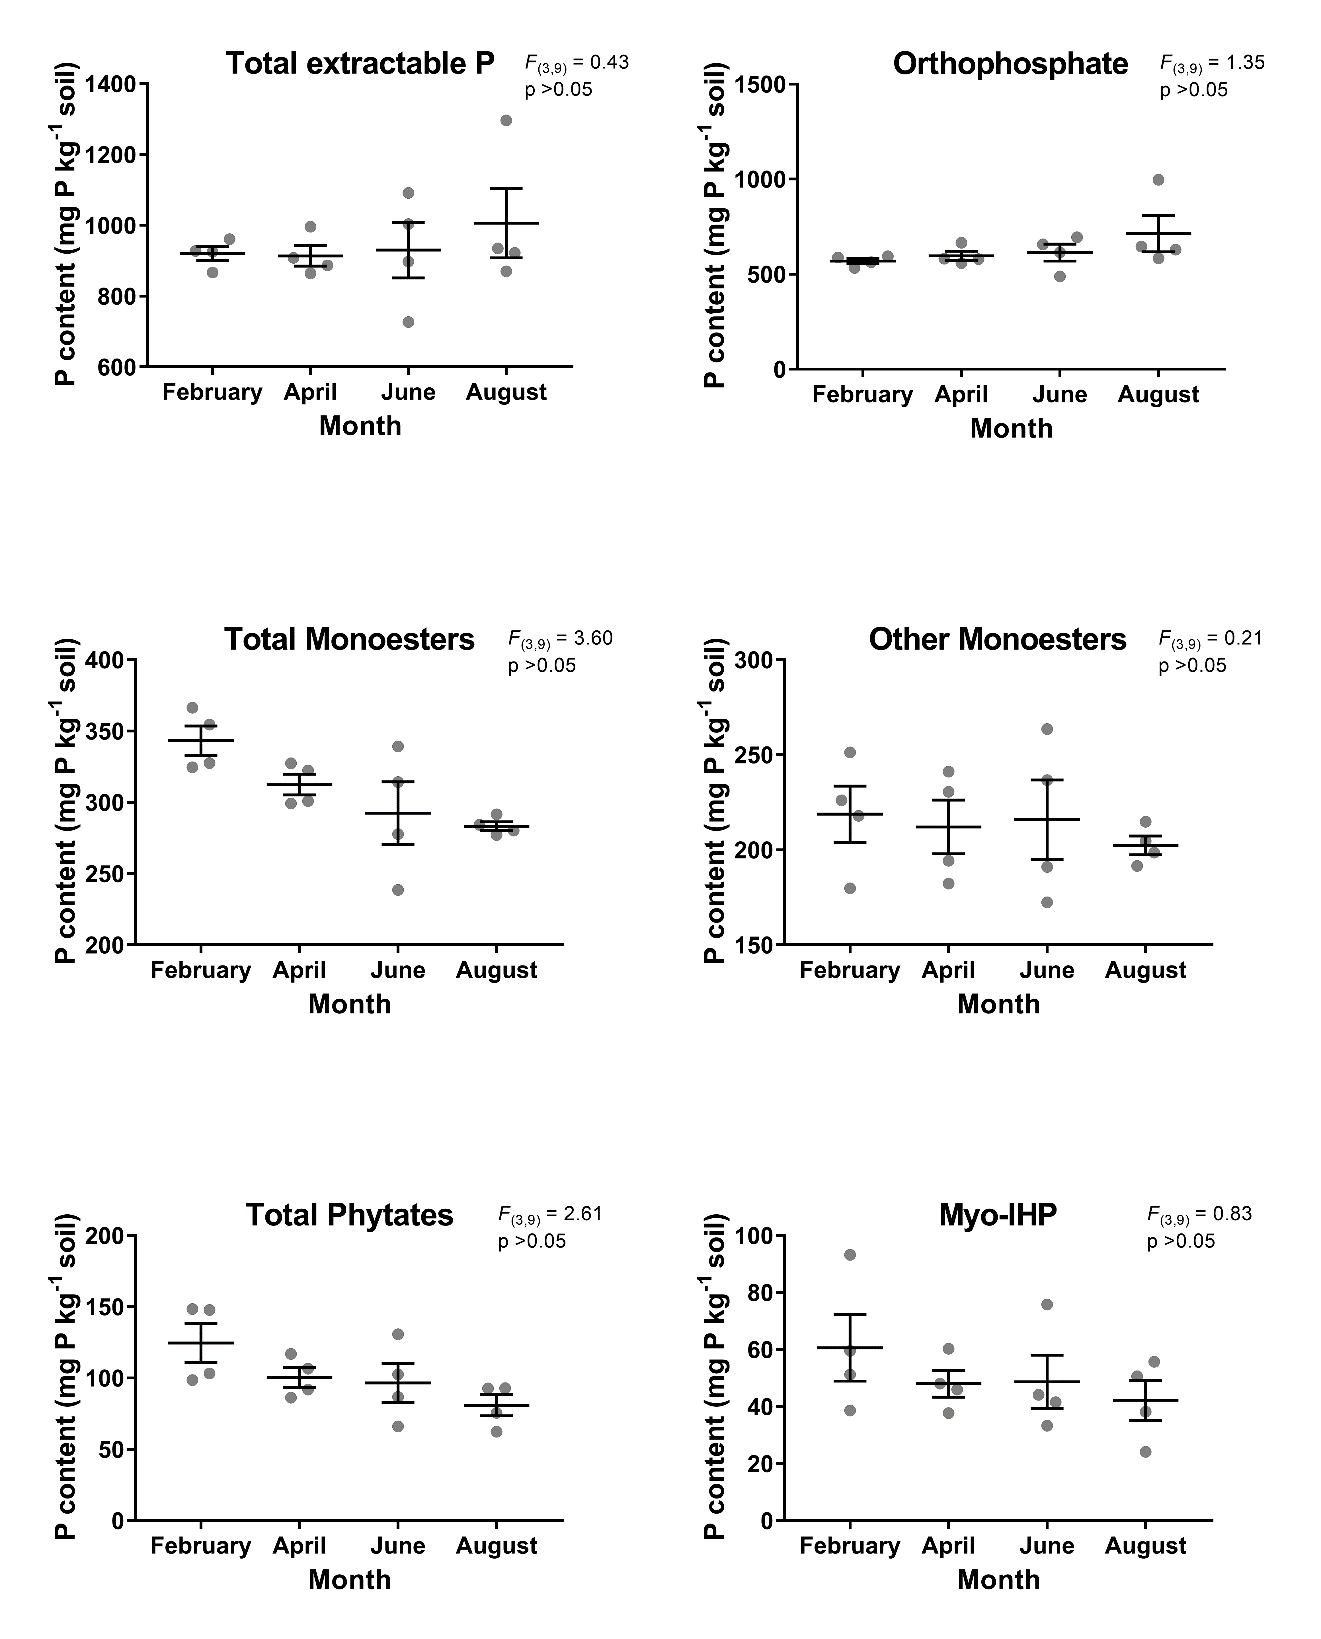 Total extractable P
F(3,9) = 0.43
p >0.05
P content (mg P kg-1 soil)
1400
1200
1000
800
600
February April June August
Month
Orthophosphate
F(3,9) = 1.35
p >0.05
P content (mg P kg-1 soil)
1500
1000
500
0
February April June August
Month
Total Monoesters
F(3,9) = 3.60
p >0.05
P content (mg P kg-1 soil)
400
350
300
250
200
February April June August
Month
Other Monoesters
F(3,9) = 0.21
p >0.05
P content (mg P kg-1 soil)
300
250
200
150
February April June August
Month
Total Phytates
F(3,9) = 2.61
p >0.05
P content (mg P kg-1 soil)
200
150
100
50
0
February April June August
Month
Myo-IHP
F(3,9) = 0.83
p >0.05
P content (mg P kg-1 soil)
100
80
60
40
20
0
February April June August
Month